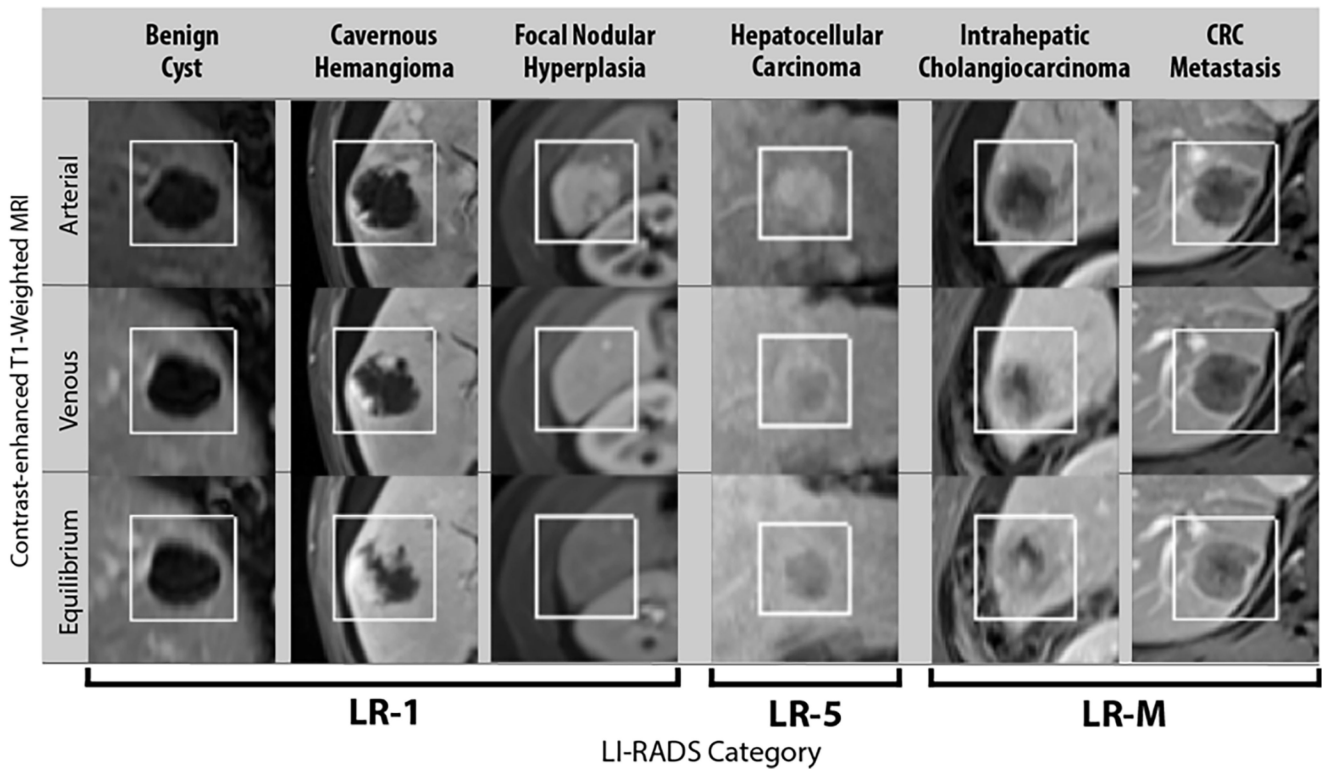 Benign
Cyst
Cavernous
Hemangioma
Focal Nodular
Hyperplasia
Hepatocellular
Carcinoma
Intrahepatic
Cholangiocarcinoma
CRC
Metastasis
Contrast-enhanced T1-Weighted MRI
Arterial
Venous
Equilibrium
LR-1
LR-5
LR-M
LI-RADS Category